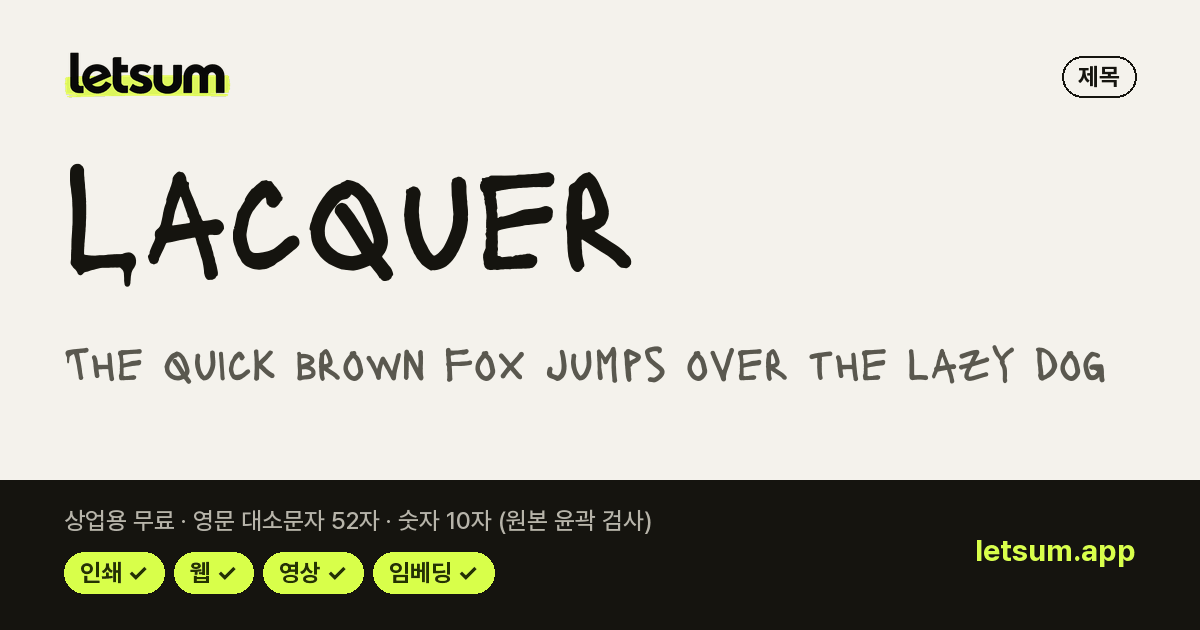 letsum
제목
LACQUER
THE QUICK BROWN FOX JUMPS OVER THE LAZY DOG
상업용 무료 · 영문 대소문자 52자 · 숫자 10자 (원본 윤곽 검사)
인쇄 ✓ 웹 ✓ 영상 ✓ 임베딩 ✓
letsum.app